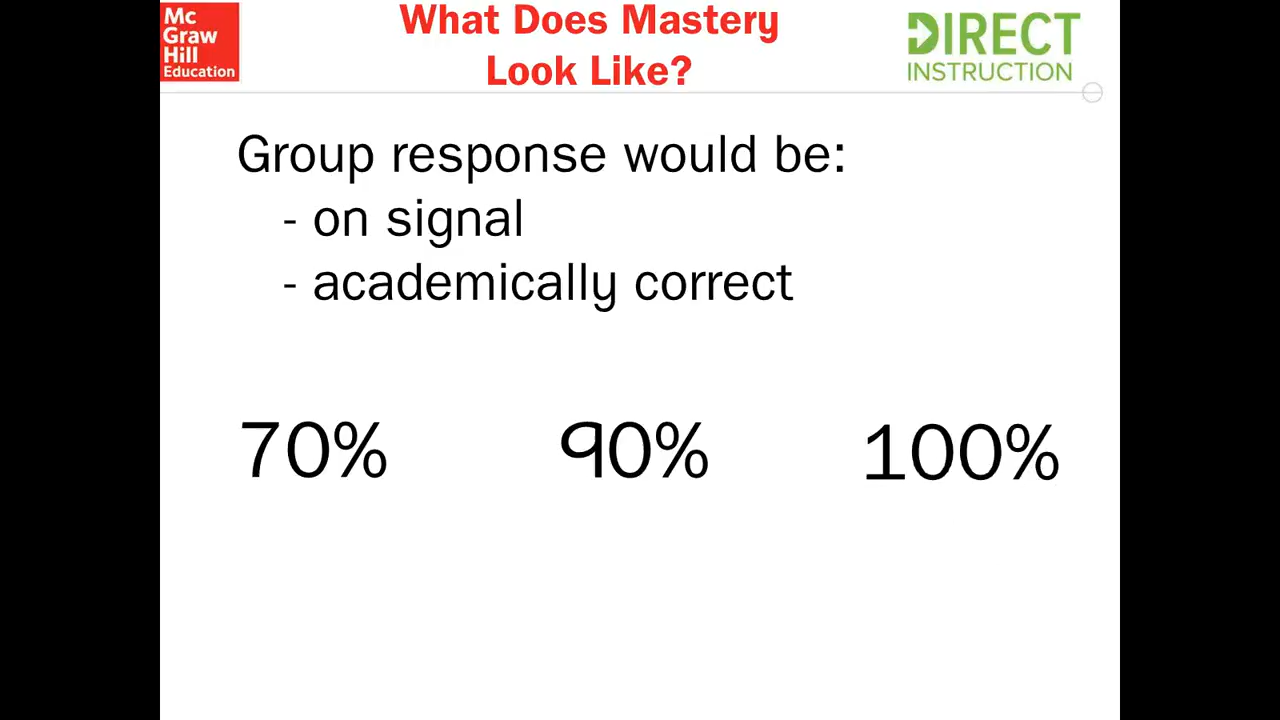 Mc
Graw
Hill
Education
What Does Mastery
Look Like?
DIRECT
INSTRUCTION
Group response would be:
- on signal
- academically correct
70% 90% 100%